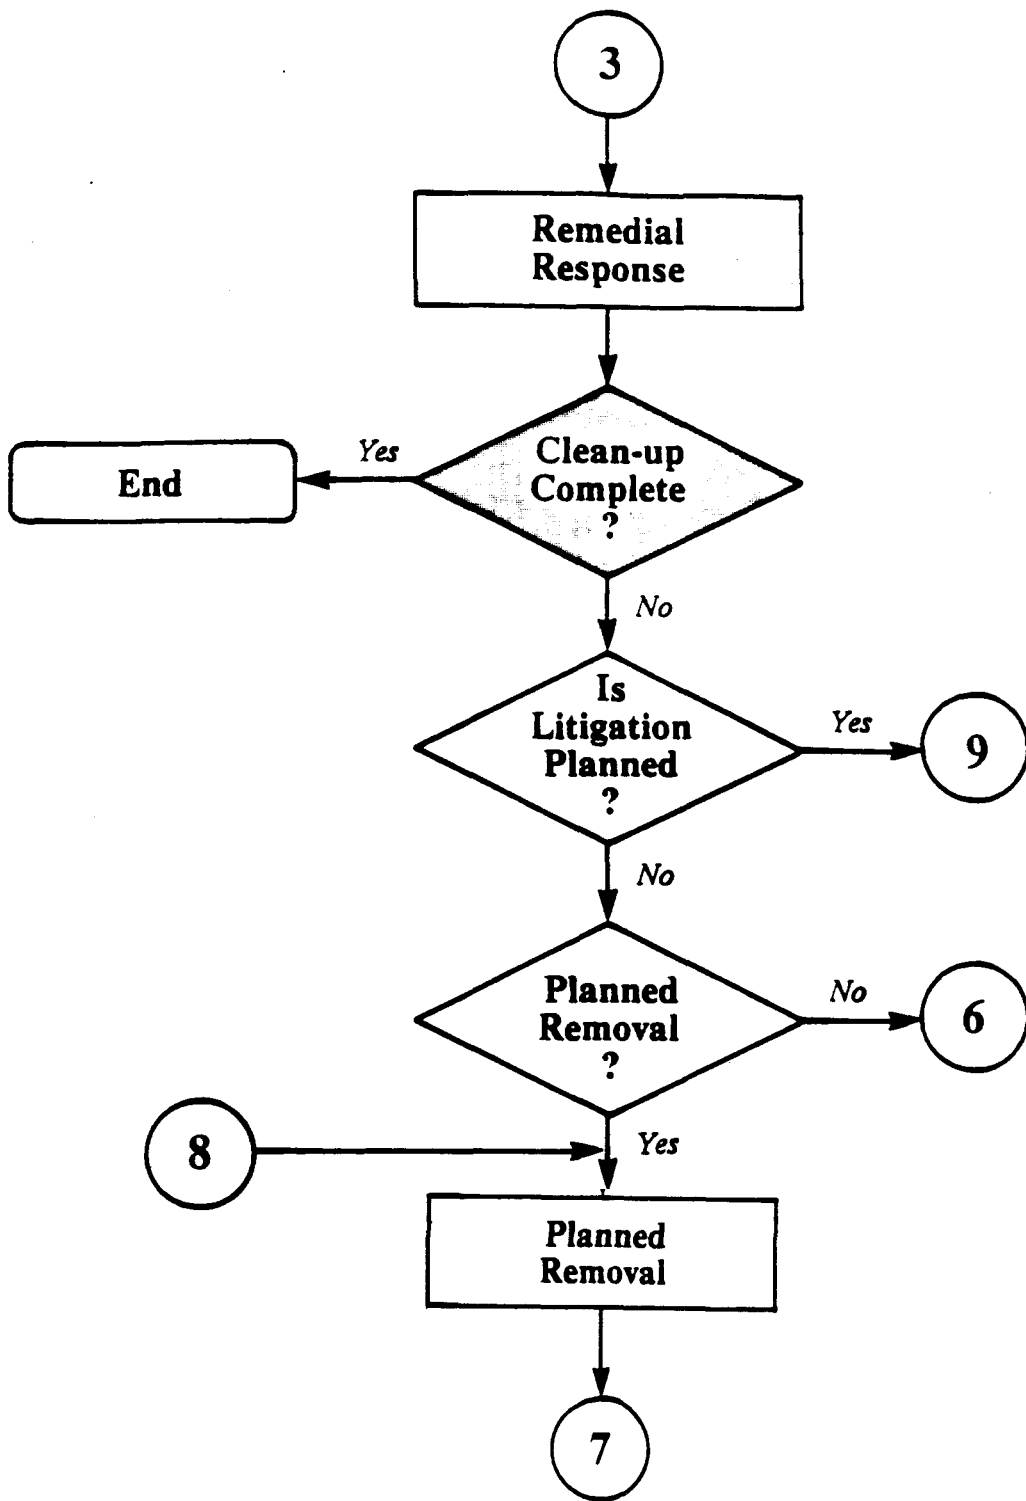 3
Remedial
Response
Yes
Clean-up
Complete
?
End
No
Is
Litigation
Planned
?
Yes
9
No
Planned
Removal
?
No
6
8
Yes
Planned
Removal
7